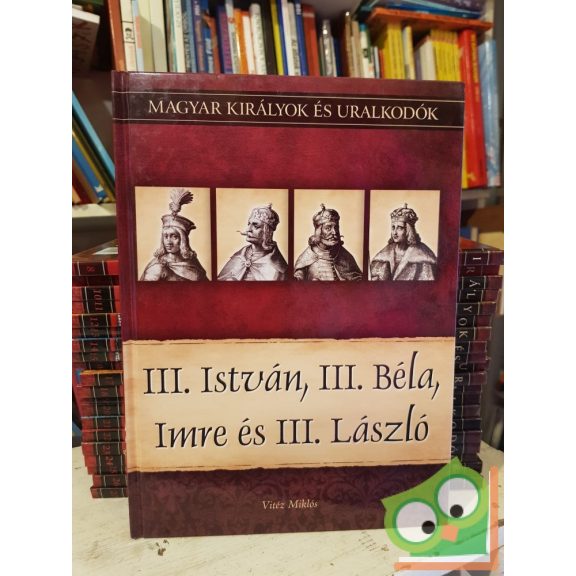 MAGYAR KIRÁLYOK ÉS URALKODÓK
III. István, III. Béla,
Imre és III. László
Vitéz Miklós